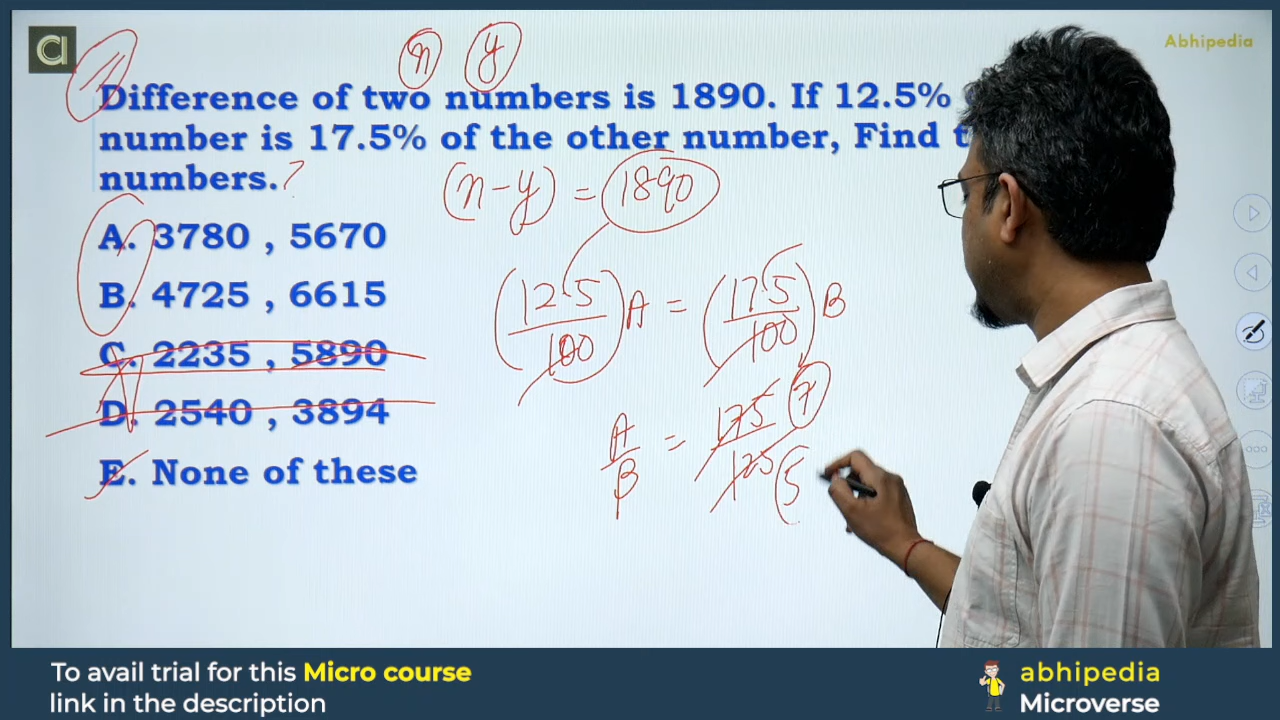 Abhipedia
x y
Difference of two numbers is 1890. If 12.5%
number is 17.5% of the other number, Find t
numbers.?
(x-y) = 1890
A. 3780 , 5670
B. 4725 , 6615
C. 2235 , 5890
D. 2540 , 3894
E. None of these
(12.5/100) A = (17.5/100) B
A/B = 175 7 / 125 5
To avail trial for this Micro course
link in the description
abhipedia
Microverse